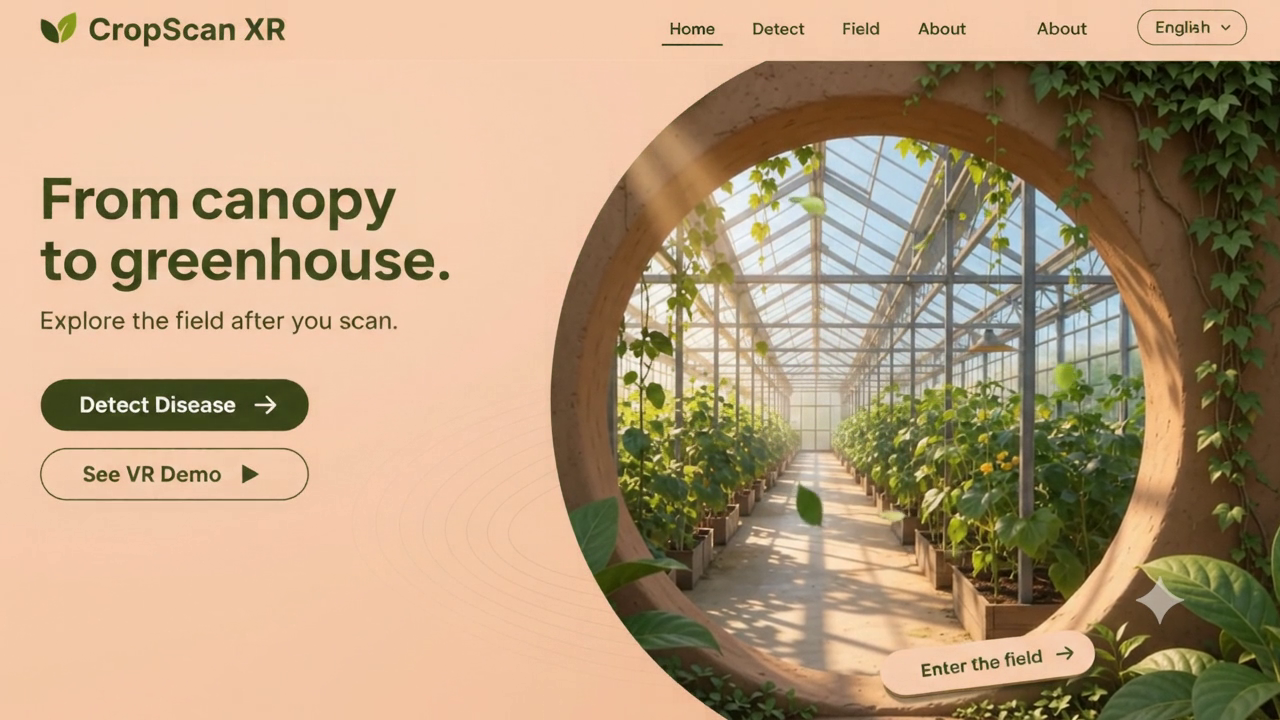 CropScan XR
Home
Detect
Field
About
About
English
From canopy
to greenhouse.
Explore the field after you scan.
Detect Disease
See VR Demo
Enter the field